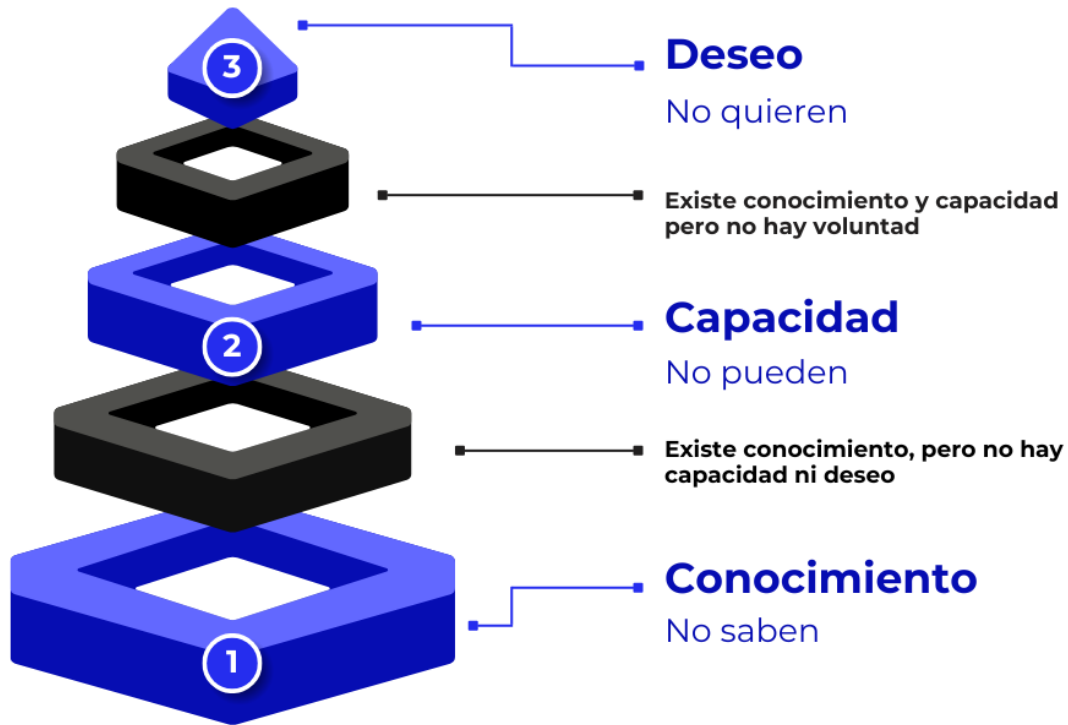 3
Deseo
No quieren
Existe conocimiento y capacidad
pero no hay voluntad
2
Capacidad
No pueden
Existe conocimiento, pero no hay
capacidad ni deseo
1
Conocimiento
No saben